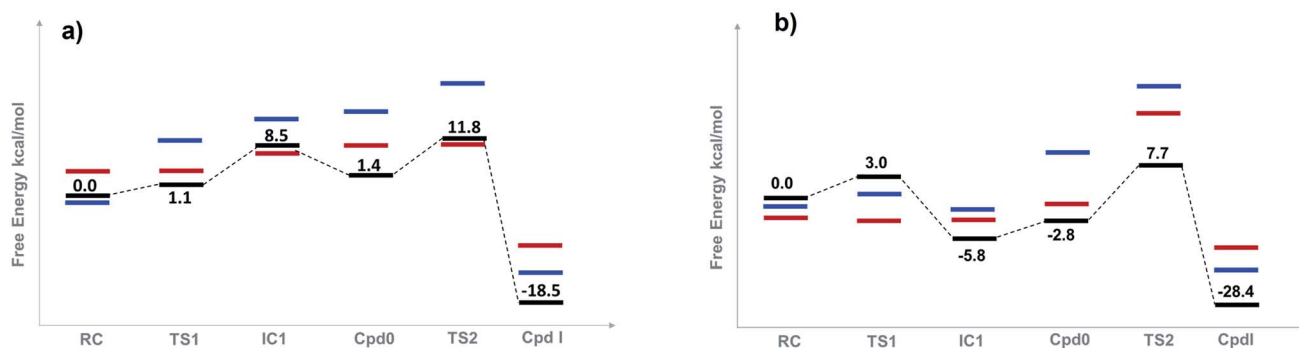 a)
Free Energy kcal/mol
0.0
1.1
8.5
1.4
11.8
-18.5
RC TS1 IC1 Cpd0 TS2 Cpd I
b)
Free Energy kcal/mol
0.0
3.0
-5.8
-2.8
7.7
-28.4
RC TS1 IC1 Cpd0 TS2 CpdI